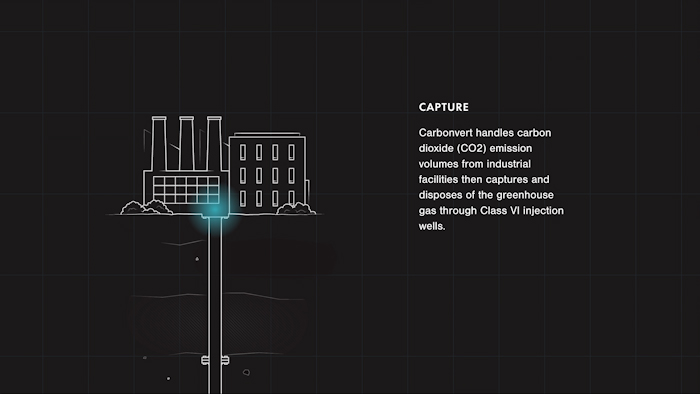 CAPTURE
Carbonvert handles carbon
dioxide (CO2) emission
volumes from industrial
facilities then captures and
disposes of the greenhouse
gas through Class VI injection
wells.